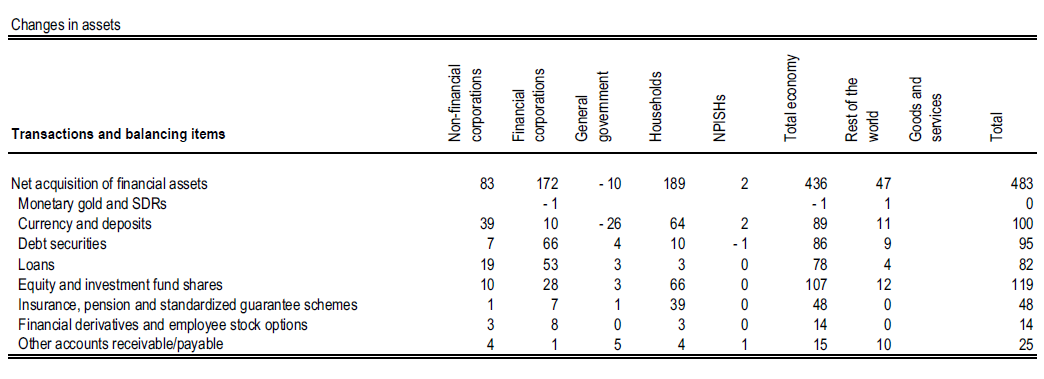 Changes in assets
Transactions and balancing items Non-financial corporations Financial corporations General government Households NPISHs Total economy Rest of the world Goods and services Total
Net acquisition of financial assets 83 172 - 10 189 2 436 47 483
Monetary gold and SDRs - 1 - 1 1 0
Currency and deposits 39 10 - 26 64 2 89 11 100
Debt securities 7 66 4 10 - 1 86 9 95
Loans 19 53 3 3 0 78 4 82
Equity and investment fund shares 10 28 3 66 0 107 12 119
Insurance, pension and standardized guarantee schemes 1 7 1 39 0 48 0 48
Financial derivatives and employee stock options 3 8 0 3 0 14 0 14
Other accounts receivable/payable 4 1 5 4 1 15 10 25